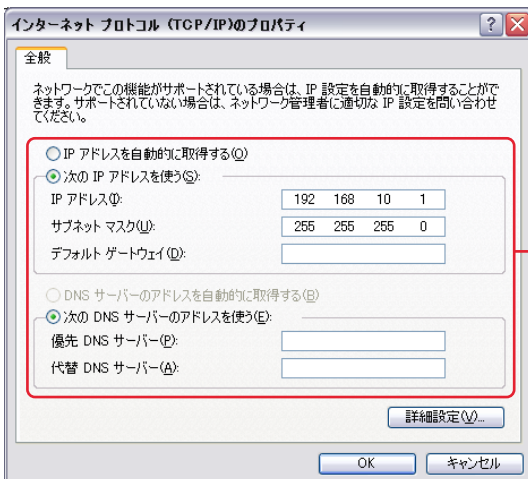 インターネット プロトコル (TCP/IP)のプロパティ
全般
ネットワークでこの機能がサポートされている場合は、IP 設定を自動的に取得することがで
きます。サポートされていない場合は、ネットワーク管理者に適切な IP 設定を問い合わせ
てください。
IP アドレスを自動的に取得する(O)
次の IP アドレスを使う(S):
IP アドレス(I): 192 168 10 1
サブネット マスク(U): 255 255 255 0
デフォルト ゲートウェイ(D):
DNS サーバーのアドレスを自動的に取得する(B)
次の DNS サーバーのアドレスを使う(E):
優先 DNS サーバー(P):
代替 DNS サーバー(A):
詳細設定(V)...
OK キャンセル